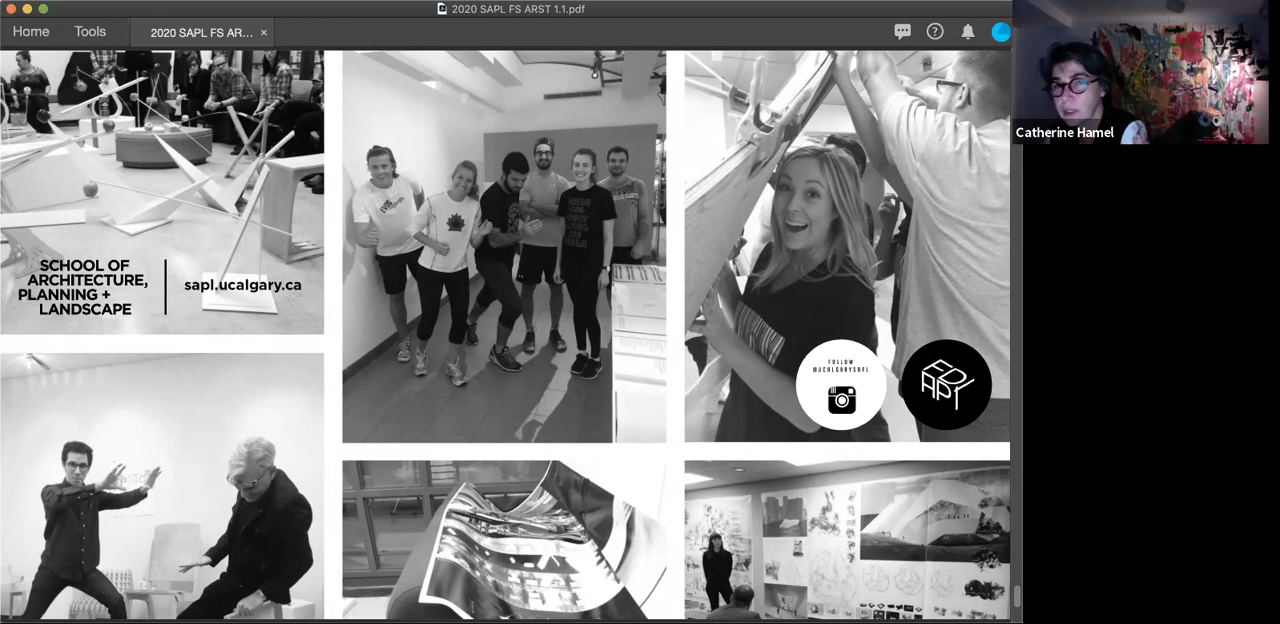 2020 SAPL FS ARST 1.1.pdf
Home
Tools
2020 SAPL FS AR... ×
Catherine Hamel
SCHOOL OF
ARCHITECTURE,
PLANNING +
LANDSCAPE
sapl.ucalgary.ca
FOLLOW
@UCALGARYSAPL